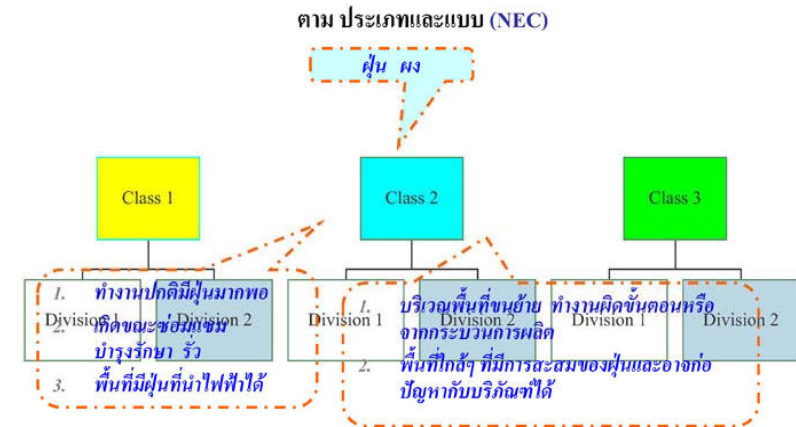 ตาม ประเภทและแบบ (NEC)
ฝุ่น ผง
Class 1
Class 2
Class 3
Division 1
Division 2
Division 1
Division 2
Division 1
Division 2
1. ทำงานปกติมีฝุ่นมากพอ
2. เกิดขณะซ่อมแซม
บำรุงรักษา รั่ว
3. พื้นที่มีฝุ่นที่นำไฟฟ้าได้
1. บริเวณพื้นที่ขนย้าย ทำงานผิดขั้นตอนหรือ
จากกระบวนการผลิต
2. พื้นที่ใกล้ๆ ที่มีการสะสมของฝุ่นและอาจก่อ
ปัญหากับบริภัณฑ์ได้